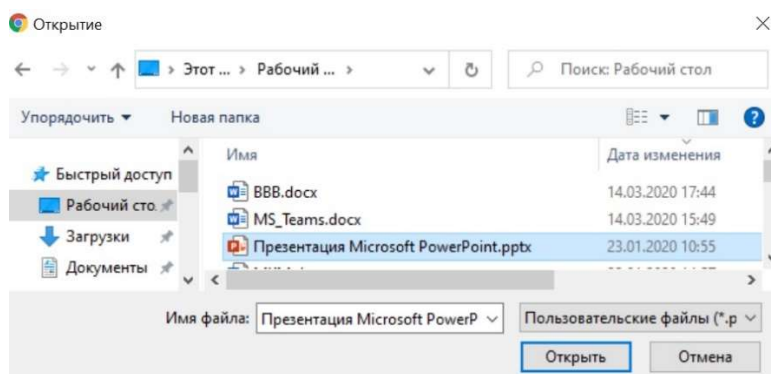 Открытие
Этот ... > Рабочий ... >
Поиск: Рабочий стол
Упорядочить
Новая папка
Имя
Дата изменения
Быстрый доступ
Рабочий сто.
Загрузки
Документы
BBB.docx
14.03.2020 17:44
MS_Teams.docx
14.03.2020 15:49
Презентация Microsoft PowerPoint.pptx
23.01.2020 10:55
Имя файла:
Презентация Microsoft PowerP
Пользовательские файлы (*.p
Открыть
Отмена